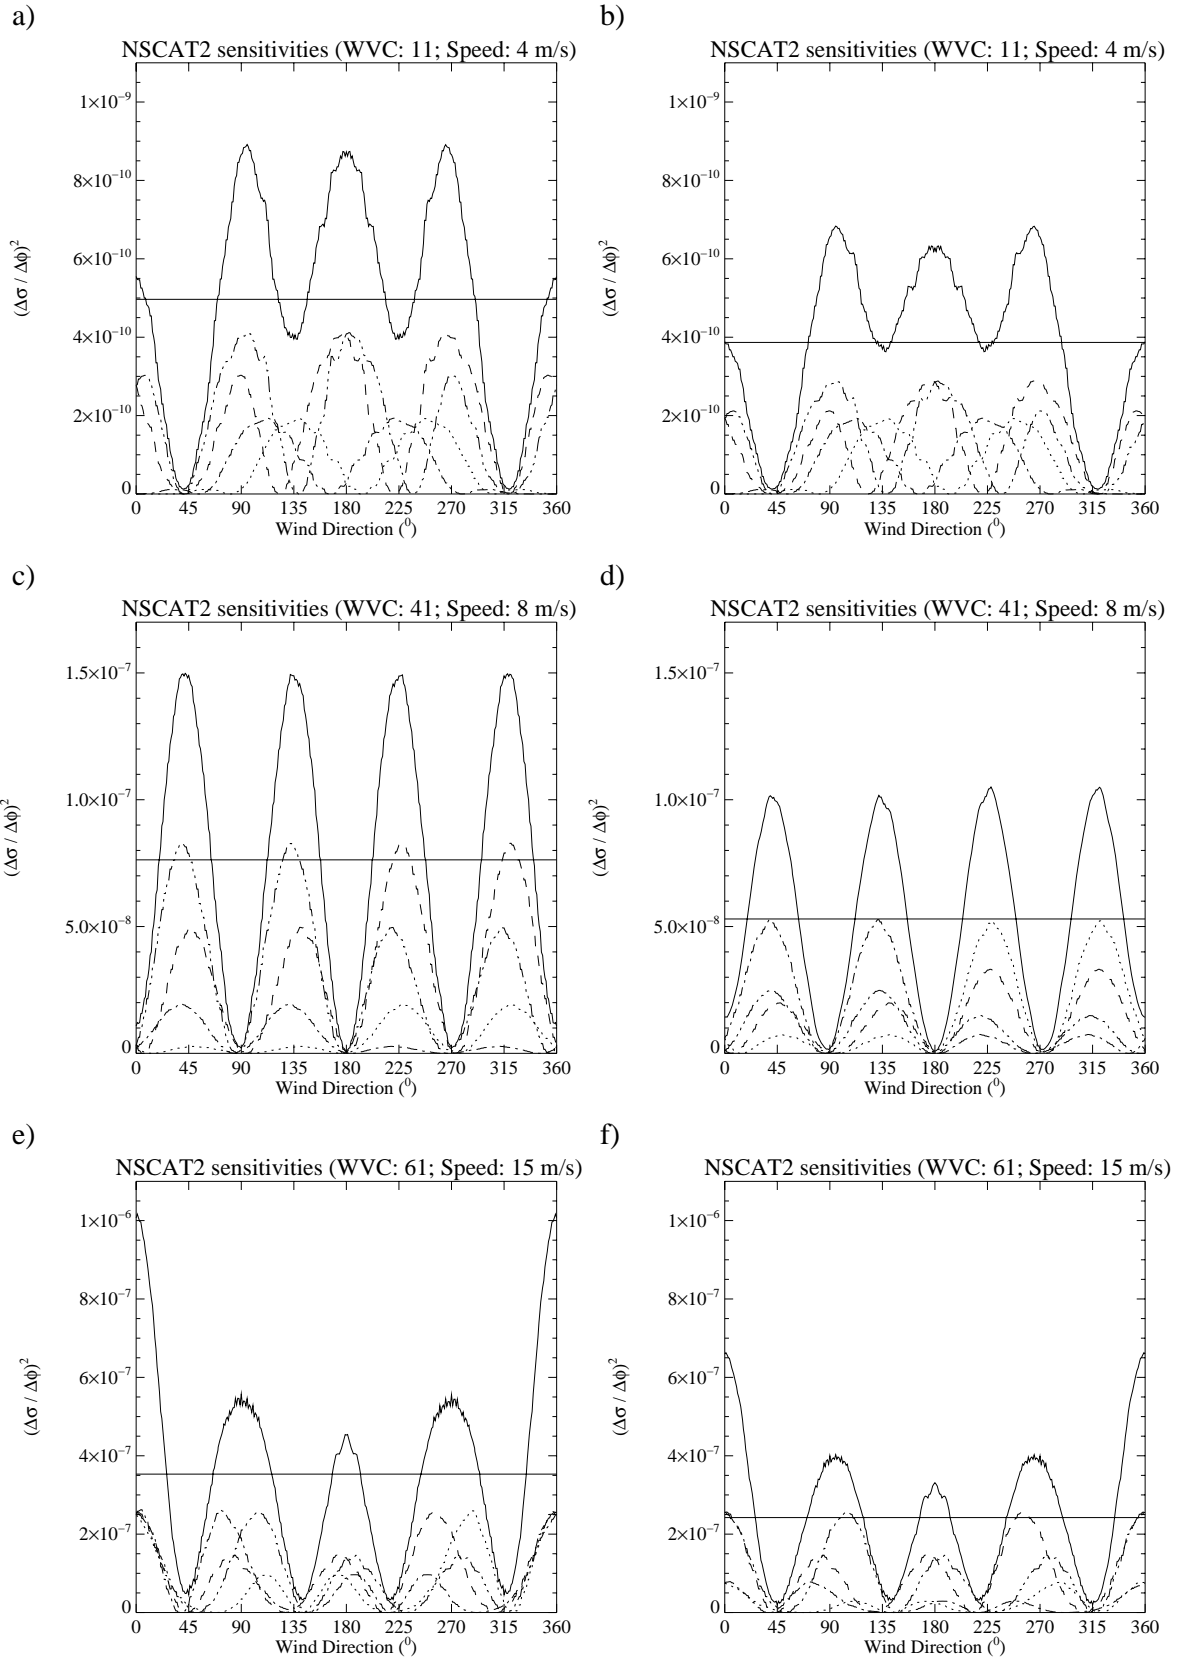 a)
NSCAT2 sensitivities (WVC: 11; Speed: 4 m/s)
1×10⁻⁹
8×10⁻¹⁰
6×10⁻¹⁰
4×10⁻¹⁰
2×10⁻¹⁰
0
(Δσ / Δϕ)²
0 45 90 135 180 225 270 315 360
Wind Direction (⁰)
b)
NSCAT2 sensitivities (WVC: 11; Speed: 4 m/s)
1×10⁻⁹
8×10⁻¹⁰
6×10⁻¹⁰
4×10⁻¹⁰
2×10⁻¹⁰
0
(Δσ / Δϕ)²
0 45 90 135 180 225 270 315 360
Wind Direction (⁰)
c)
NSCAT2 sensitivities (WVC: 41; Speed: 8 m/s)
1.5×10⁻⁷
1.0×10⁻⁷
5.0×10⁻⁸
0
(Δσ / Δϕ)²
0 45 90 135 180 225 270 315 360
Wind Direction (⁰)
d)
NSCAT2 sensitivities (WVC: 41; Speed: 8 m/s)
1.5×10⁻⁷
1.0×10⁻⁷
5.0×10⁻⁸
0
(Δσ / Δϕ)²
0 45 90 135 180 225 270 315 360
Wind Direction (⁰)
e)
NSCAT2 sensitivities (WVC: 61; Speed: 15 m/s)
1×10⁻⁶
8×10⁻⁷
6×10⁻⁷
4×10⁻⁷
2×10⁻⁷
0
(Δσ / Δϕ)²
0 45 90 135 180 225 270 315 360
Wind Direction (⁰)
f)
NSCAT2 sensitivities (WVC: 61; Speed: 15 m/s)
1×10⁻⁶
8×10⁻⁷
6×10⁻⁷
4×10⁻⁷
2×10⁻⁷
0
(Δσ / Δϕ)²
0 45 90 135 180 225 270 315 360
Wind Direction (⁰)